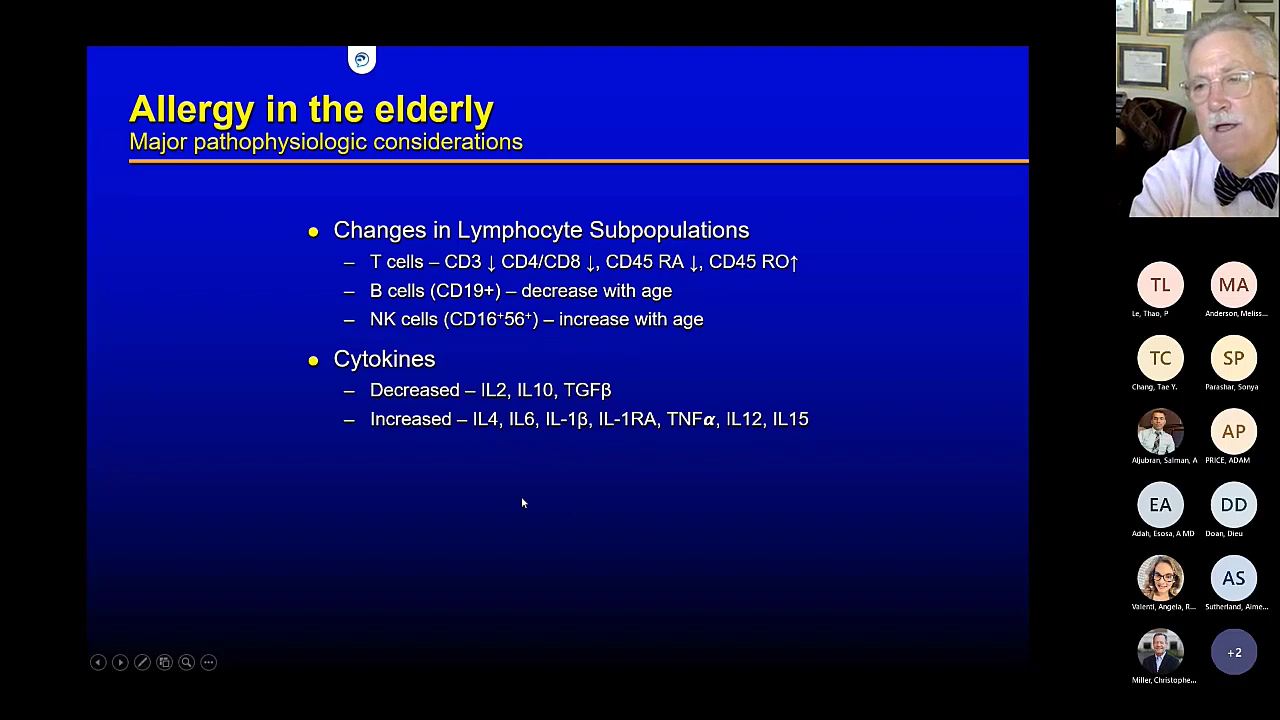 Allergy in the elderly
Major pathophysiologic considerations
• Changes in Lymphocyte Subpopulations
– T cells – CD3 ↓ CD4/CD8 ↓, CD45 RA ↓, CD45 RO↑
– B cells (CD19+) – decrease with age
– NK cells (CD16⁺56⁺) – increase with age
• Cytokines
– Decreased – IL2, IL10, TGFβ
– Increased – IL4, IL6, IL-1β, IL-1RA, TNFα, IL12, IL15
TL
MA
Le, Thao, P
Anderson, Meliss...
TC
SP
Chang, Tae Y.
Parashar, Sonya
AP
Aljubran, Salman, A
PRICE, ADAM
EA
DD
Adah, Esosa, A MD
Doan, Dieu
AS
Valenti, Angela, R...
Sutherland, Aime...
+2
Miller, Christophe...